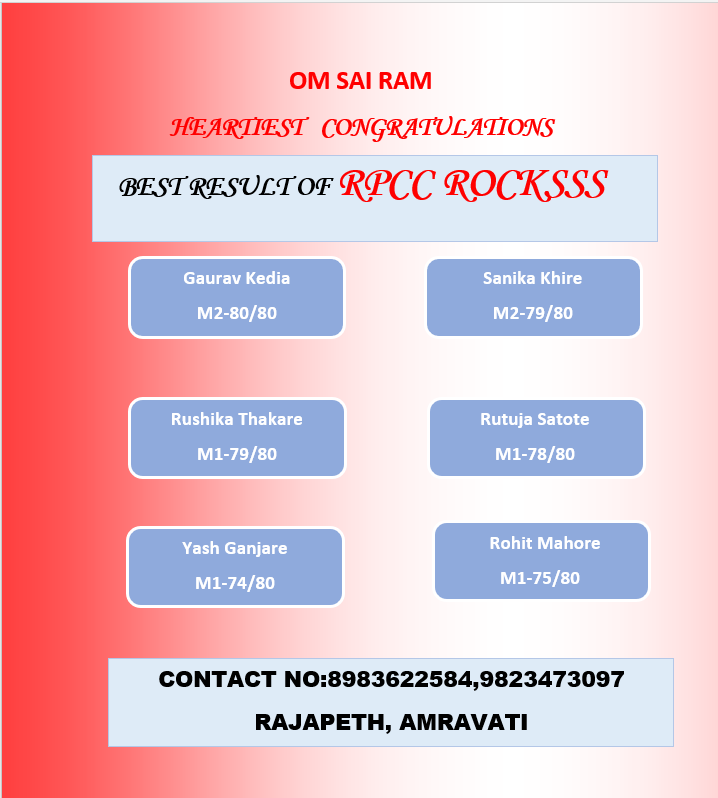 OM SAI RAM
HEARTIEST CONGRATULATIONS
BEST RESULT OF RPCC ROCKSSS
Gaurav Kedia
M2-80/80
Sanika Khire
M2-79/80
Rushika Thakare
M1-79/80
Rutuja Satote
M1-78/80
Yash Ganjare
M1-74/80
Rohit Mahore
M1-75/80
CONTACT NO:8983622584,9823473097
RAJAPETH, AMRAVATI